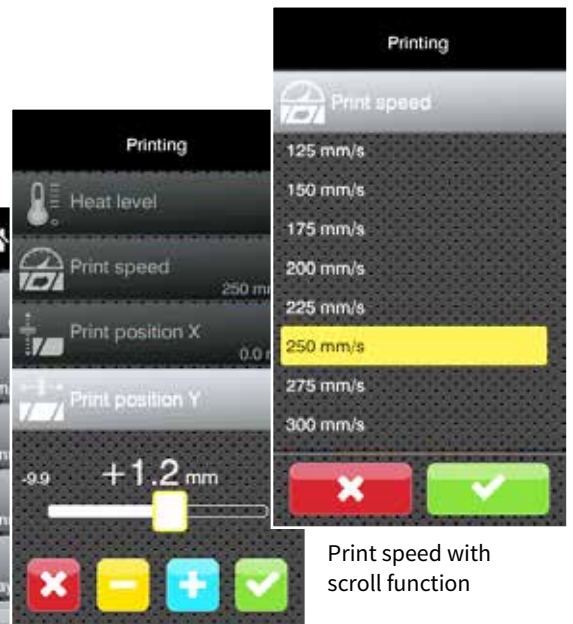 Printing
Heat level
Print speed
250 m
Print position X
0.0
Print position Y
-9.9
+1.2 mm
Printing
Print speed
125 mm/s
150 mm/s
175 mm/s
200 mm/s
225 mm/s
250 mm/s
275 mm/s
300 mm/s
Print speed with
scroll function